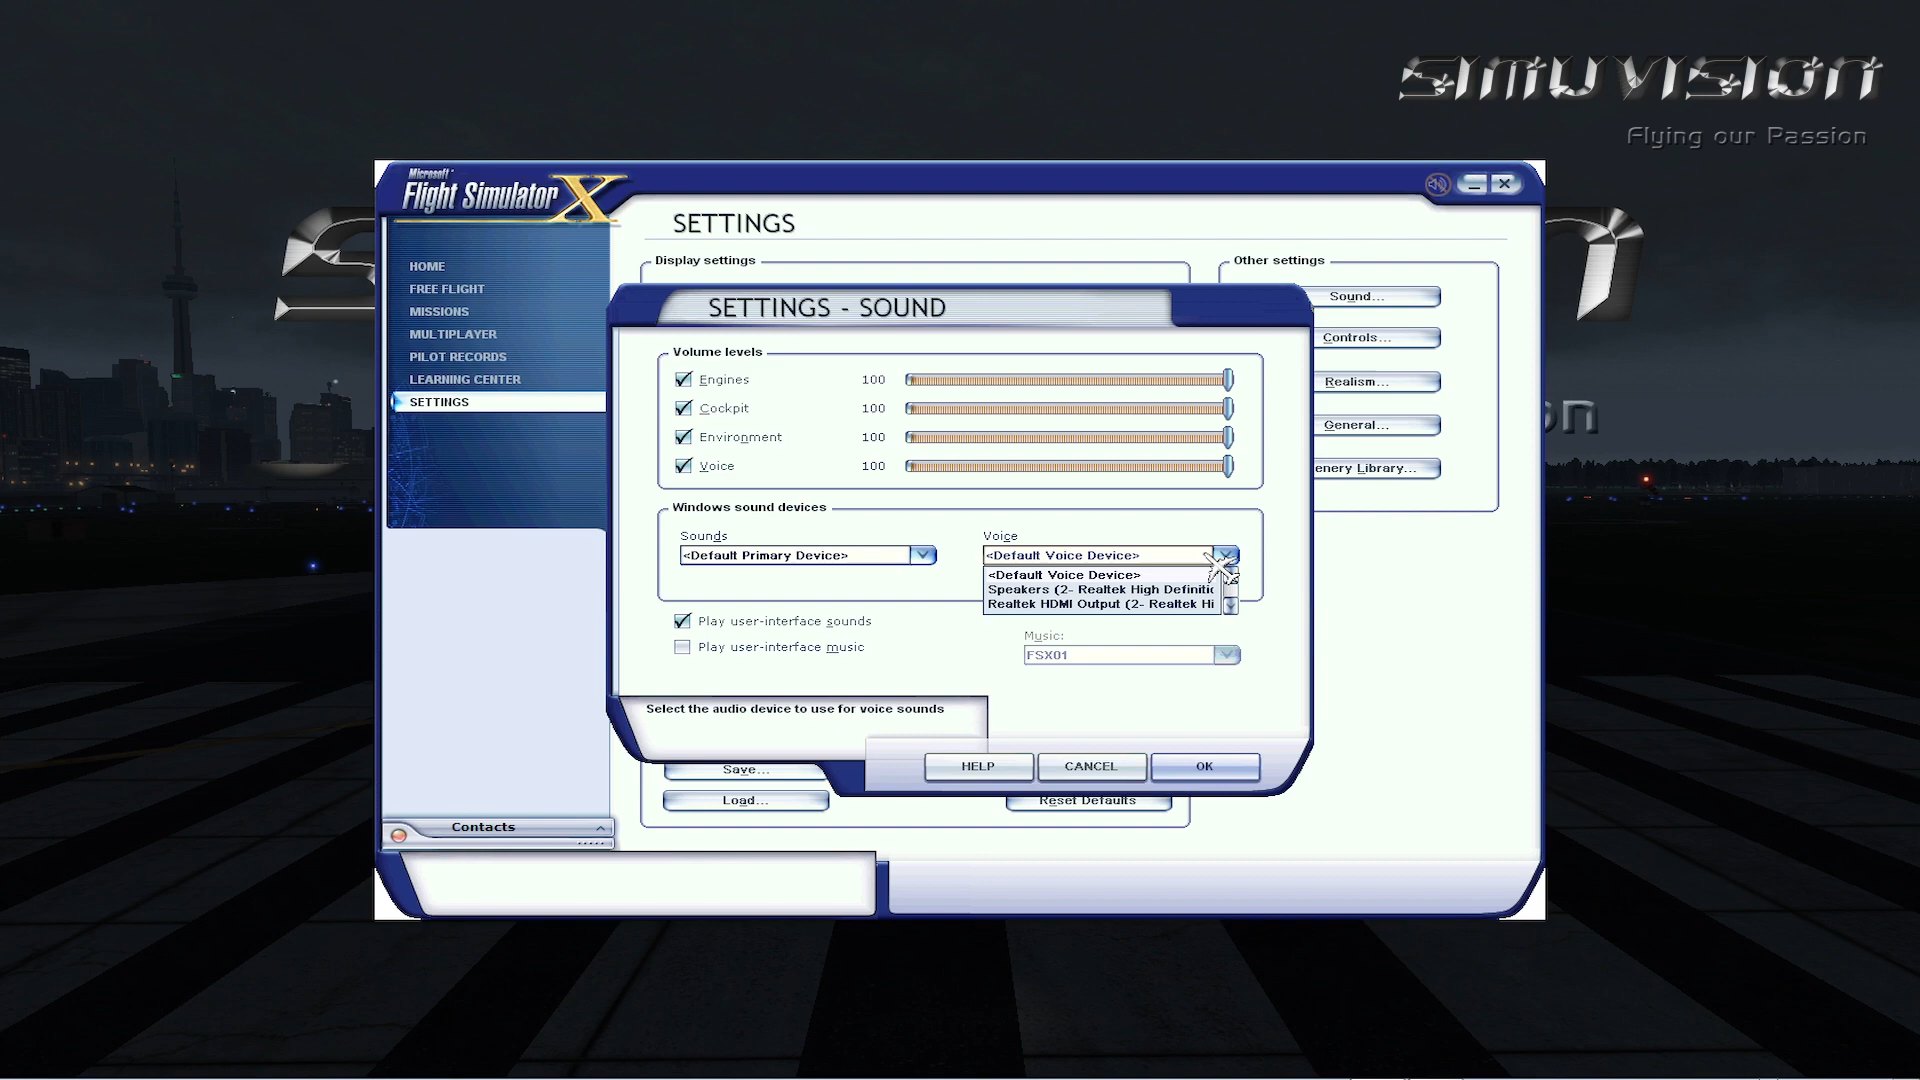 SIMUVISION
Flying our Passion
Microsoft
Flight Simulator X
SETTINGS
HOME
FREE FLIGHT
MISSIONS
MULTIPLAYER
PILOT RECORDS
LEARNING CENTER
SETTINGS
Display settings
Other settings
Sound...
Controls...
Realism...
General...
enery Library...
SETTINGS - SOUND
Volume levels
Engines 100
Cockpit 100
Environment 100
Voice 100
Windows sound devices
Sounds
<Default Primary Device>
Voice
<Default Voice Device>
<Default Voice Device>
Speakers (2- Realtek High Definitic
Realtek HDMI Output (2- Realtek Hi
Play user-interface sounds
Play user-interface music
Music:
FSX01
Select the audio device to use for voice sounds
HELP
CANCEL
OK
Save...
Load...
Reset Defaults
Contacts